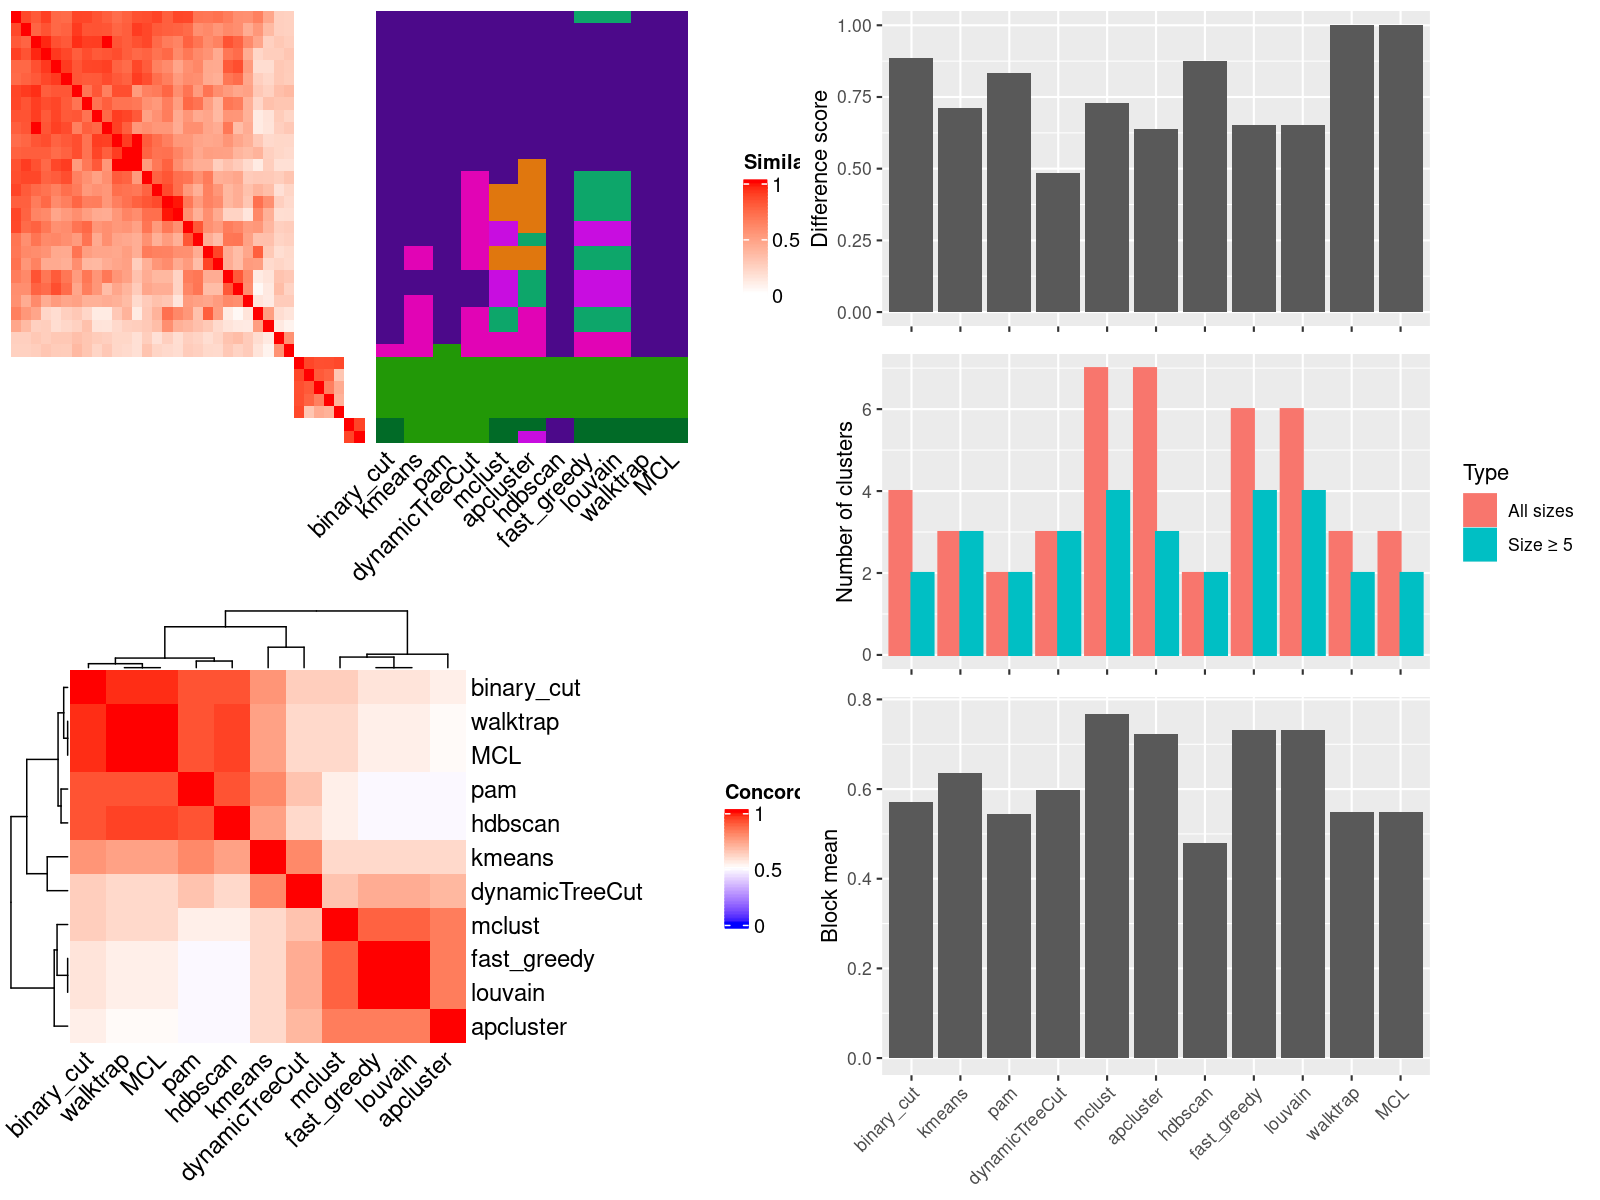 Simila
1
0.5
0
binary_cut
kmeans
pam
dynamicTreeCut
mclust
apcluster
hdbscan
fast_greedy
louvain
walktrap
MCL
binary_cut
walktrap
MCL
pam
hdbscan
kmeans
dynamicTreeCut
mclust
fast_greedy
louvain
apcluster
binary_cut
walktrap
MCL
pam
hdbscan
kmeans
dynamicTreeCut
mclust
fast_greedy
louvain
apcluster
Concord
1
0.5
0
Difference score
1.00
0.75
0.50
0.25
0.00
Number of clusters
6
4
2
0
Type
All sizes
Size ≥ 5
Block mean
0.8
0.6
0.4
0.2
0.0
binary_cut
kmeans
pam
dynamicTreeCut
mclust
apcluster
hdbscan
fast_greedy
louvain
walktrap
MCL